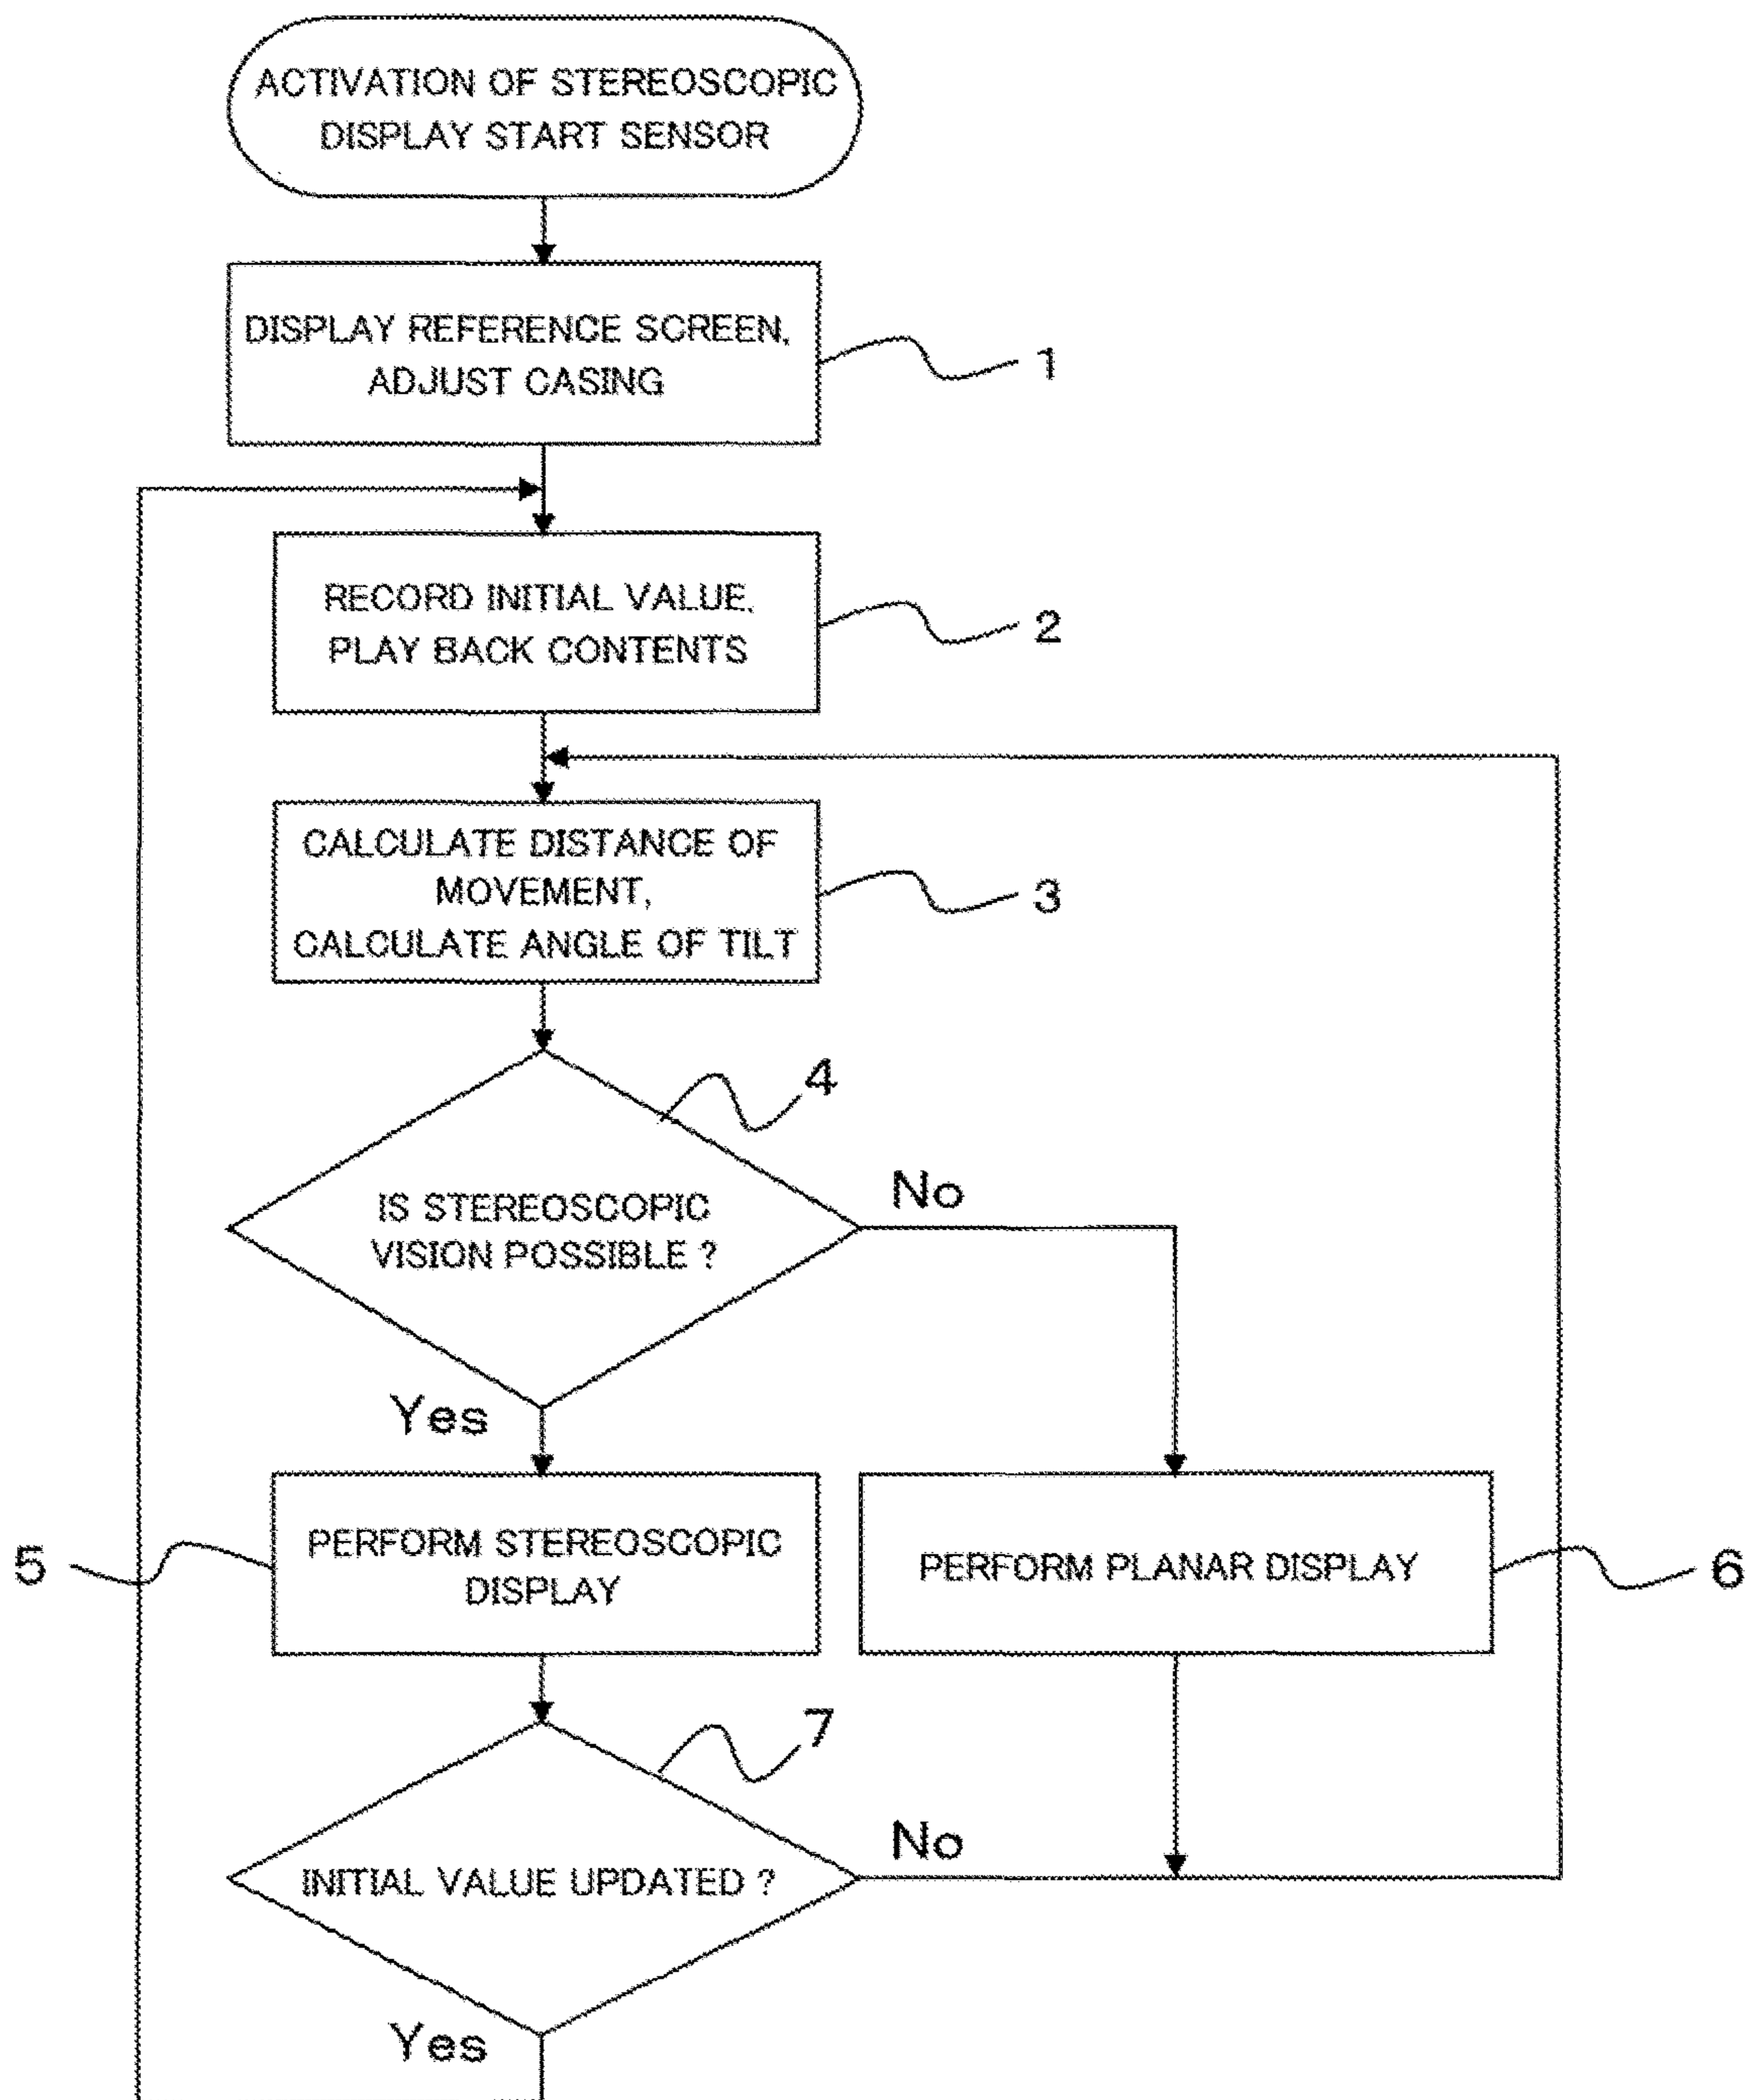 ACTIVATION OF STEREOSCOPIC
DISPLAY START SENSOR
DISPLAY REFERENCE SCREEN,
ADJUST CASING
1
RECORD INITIAL VALUE,
PLAY BACK CONTENTS
2
CALCULATE DISTANCE OF
MOVEMENT,
CALCULATE ANGLE OF TILT
3
4
IS STEREOSCOPIC
VISION POSSIBLE ?
No
Yes
5
PERFORM STEREOSCOPIC
DISPLAY
PERFORM PLANAR DISPLAY
6
7
INITIAL VALUE UPDATED ?
No
Yes